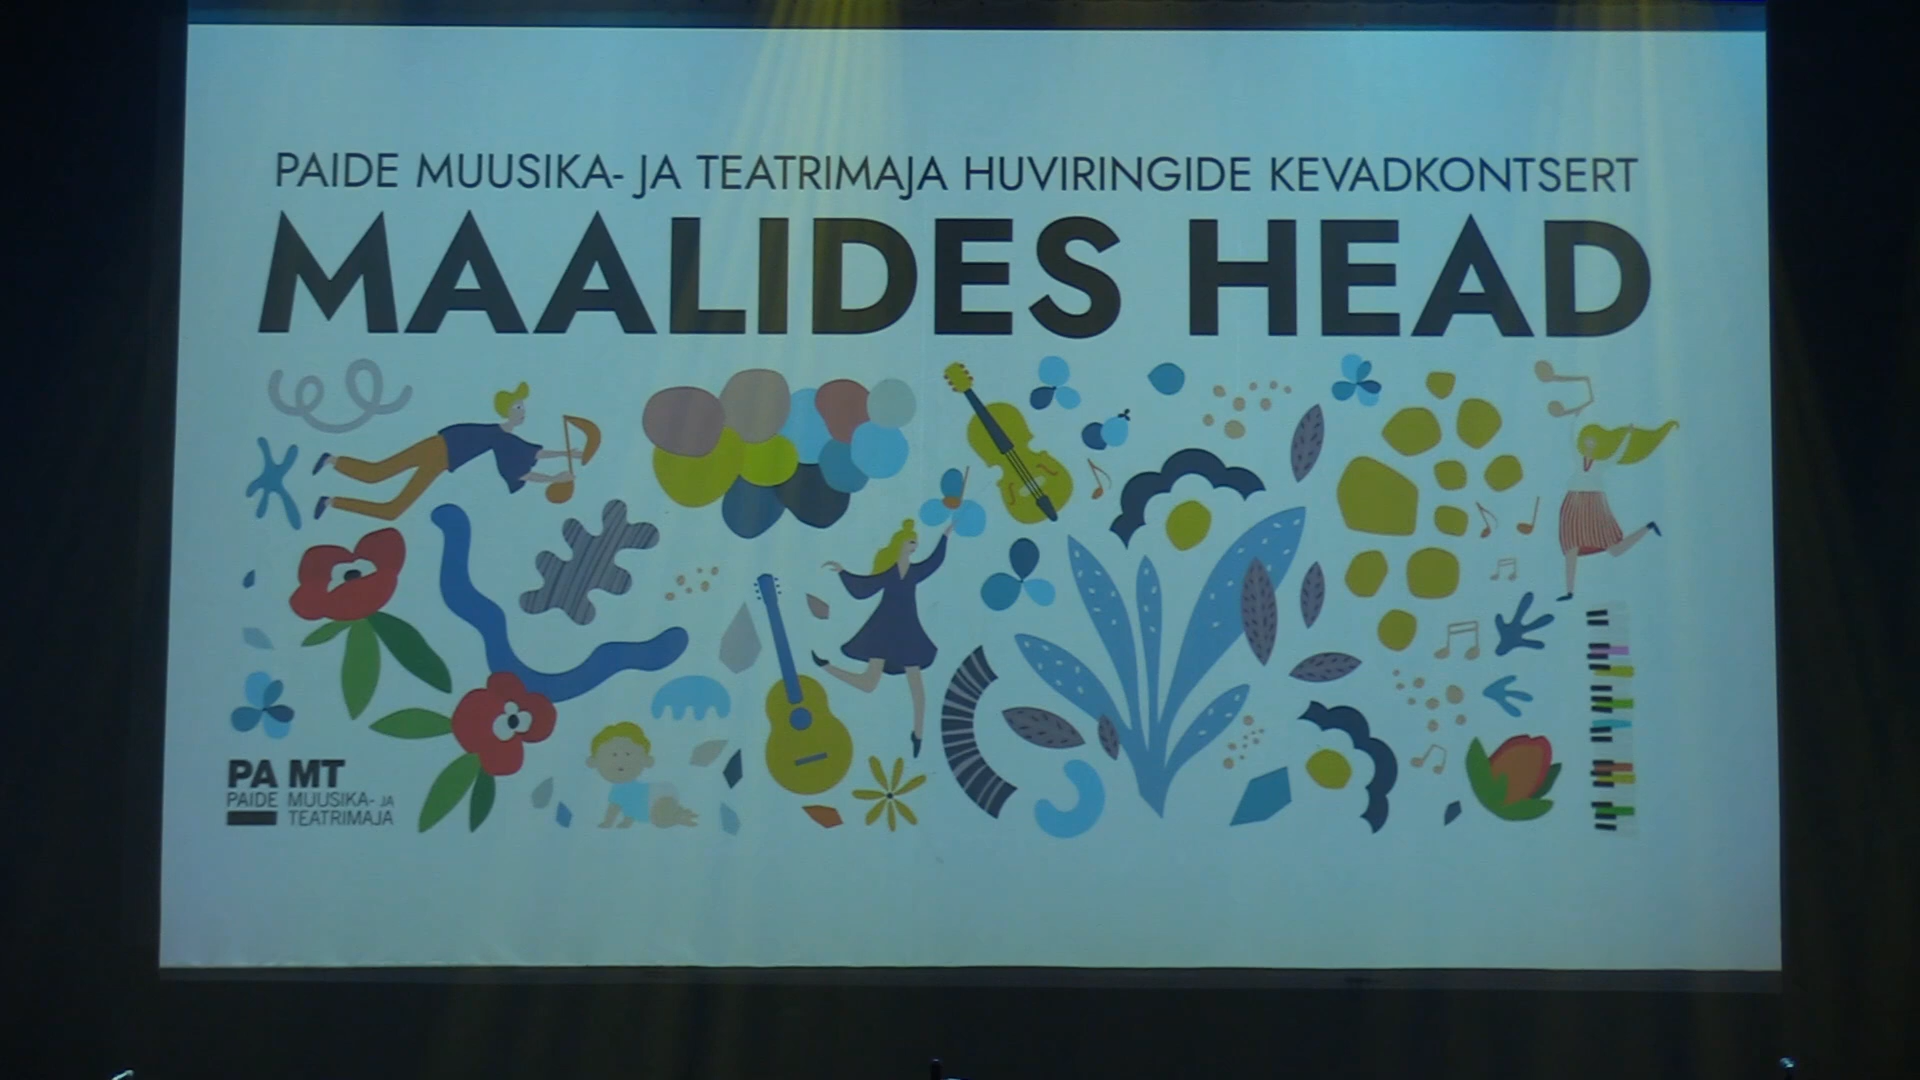 PAIDE MUUSIKA- JA TEATRIMAJA HUVIRINGIDE KEVADKONTSERT
MAALIDES HEAD
PA MT
PAIDE MUUSIKA- JA
TEATRIMAJA